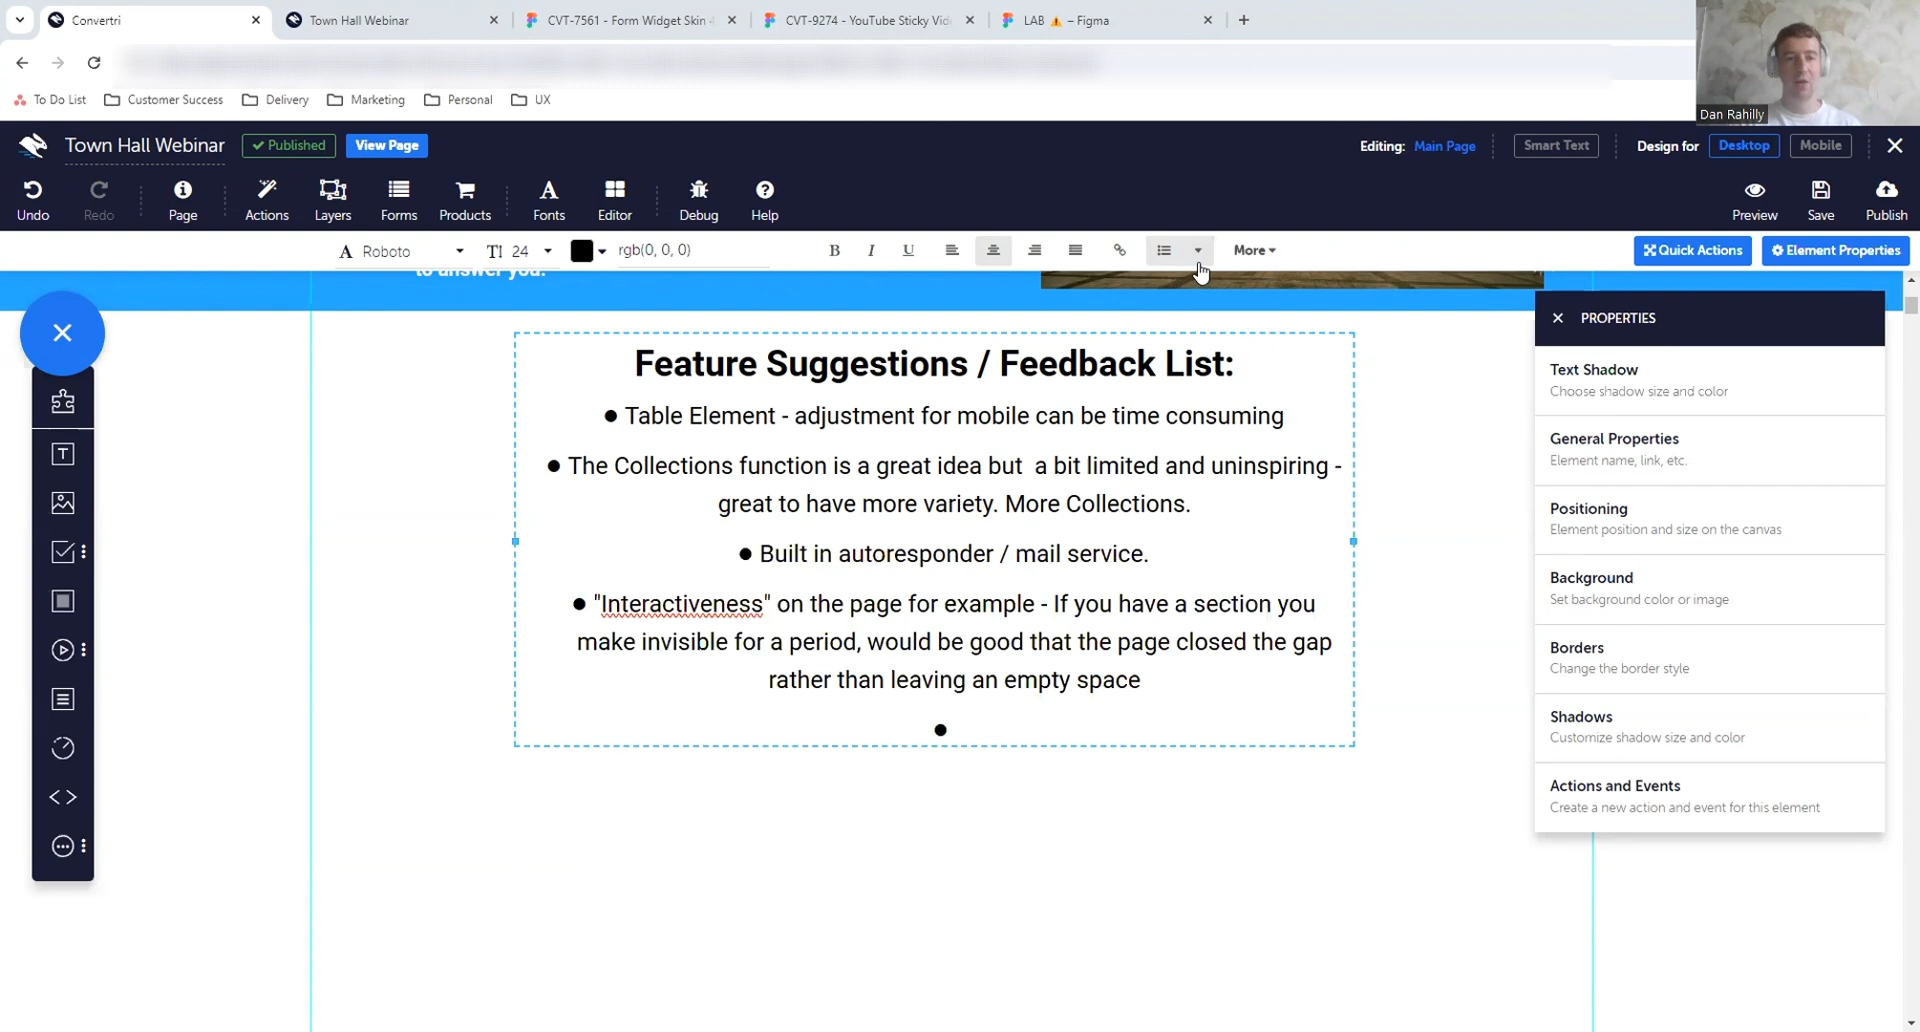 Convertri
Town Hall Webinar
CVT-7561 - Form Widget Skin
CVT-9274 - YouTube Sticky Vid
LAB ⚠ – Figma
To Do List
Customer Success
Delivery
Marketing
Personal
UX
Dan Rahilly
Town Hall Webinar
✓ Published
View Page
Editing: Main Page
Smart Text
Design for
Desktop
Mobile
Undo
Redo
Page
Actions
Layers
Forms
Products
Fonts
Editor
Debug
Help
Preview
Save
Publish
Roboto
24
rgb(0, 0, 0)
B
I
U
More
Quick Actions
Element Properties
to answer you.
Feature Suggestions / Feedback List:
● Table Element - adjustment for mobile can be time consuming
● The Collections function is a great idea but a bit limited and uninspiring -
great to have more variety. More Collections.
● Built in autoresponder / mail service.
● "Interactiveness" on the page for example - If you have a section you
make invisible for a period, would be good that the page closed the gap
rather than leaving an empty space
●
PROPERTIES
Text Shadow
Choose shadow size and color
General Properties
Element name, link, etc.
Positioning
Element position and size on the canvas
Background
Set background color or image
Borders
Change the border style
Shadows
Customize shadow size and color
Actions and Events
Create a new action and event for this element